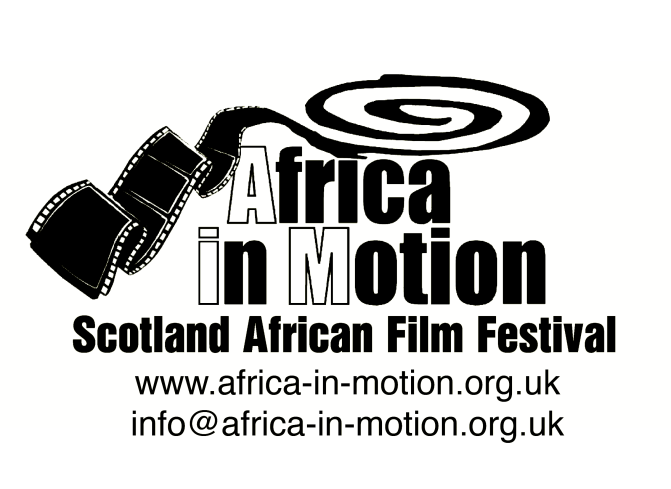 Africa
in Motion
Scotland African Film Festival
www.africa-in-motion.org.uk
info@africa-in-motion.org.uk